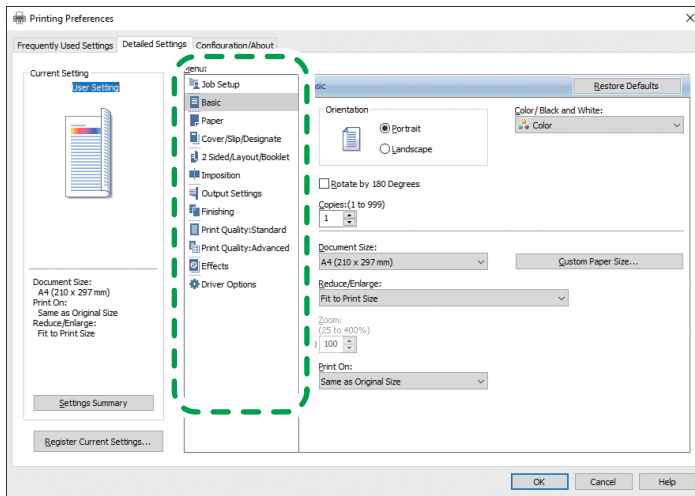 Printing Preferences
Frequently Used Settings Detailed Settings Configuration/About
Current Setting
User Setting
Document Size:
A4 (210 x 297 mm)
Print On:
Same as Original Size
Reduce/Enlarge:
Fit to Print Size
Settings Summary
Register Current Settings...
Menu:
Job Setup
Basic
Paper
Cover/Slip/Designate
2 Sided/Layout/Booklet
Imposition
Output Settings
Finishing
Print Quality:Standard
Print Quality:Advanced
Effects
Driver Options
Restore Defaults
Orientation
Portrait
Landscape
Color/ Black and White:
Color
Rotate by 180 Degrees
Copies:(1 to 999)
1
Document Size:
A4 (210 x 297 mm)
Custom Paper Size...
Reduce/Enlarge:
Fit to Print Size
Zoom:
(25 to 400%)
100
Print On:
Same as Original Size
OK Cancel Help